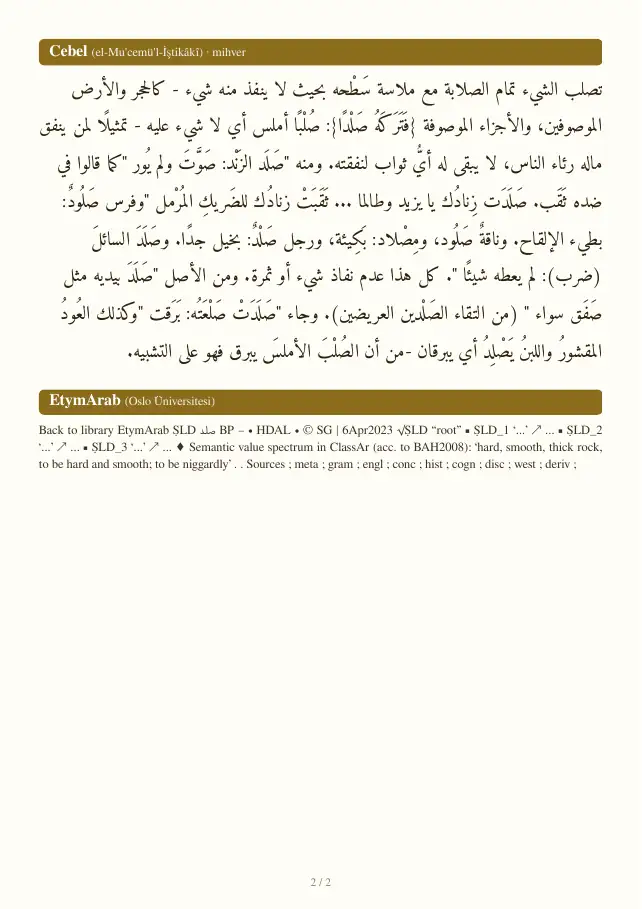 Cebel (el-Mu'cemü'l-İştikâkî) · mihver
تصلب الشيء تمام الصلابة مع ملاسة سَطْحه بحيث لا ينفذ منه شيء - كالحجر والأرض
الموصوفين، والأجزاء الموصوفة {فَتَرَكَهُ صَلْدًا}: صُلْبًا أملس أي لا شيء عليه - تمثيلًا لمن ينفق
ماله رئاء الناس، لا يبقى له أيُّ ثواب لنفقته. ومنه "صَلَد الزَنْد: صَوَّتَ ولم يُور "كما قالوا في
ضده ثَقَب. صَلَدَت زِنادُك يا يزيد وطالما ... ثَقَبَتْ زنادُك للضَريكِ المُرْمل "وفرس صَلُودٌ:
بطيء الإلقاح. وناقةٌ صَلُود، ومِصْلاد: بَكِيئة، ورجل صَلْدٌ: بخيل جدًا. وصَلَدَ السائلَ
(ضرب): لم يعطه شيئًا ". كل هذا عدم نفاذ شيء أو ثمرة. ومن الأصل "صَلَدَ بيديه مثل
صَفَق سواء " (من التقاء الصَلْدين العريضين). وجاء "صَلَدَتْ صَلْعَتُه: بَرَقت "وكذلك العُودُ
المقشورُ واللبنُ يَصْلِدُ أي يبرقان -من أن الصُلْبَ الأملسَ يبرق فهو على التشبيه.
EtymArab (Oslo Üniversitesi)
Back to library EtymArab ṢLD صلد BP – • HDAL • © SG | 6Apr2023 √ṢLD “root” ▪ ṢLD_1 ‘...’ ↗ ... ▪ ṢLD_2
‘...’ ↗ ... ▪ ṢLD_3 ‘...’ ↗ ... ♦ Semantic value spectrum in ClassAr (acc. to BAH2008): ‘hard, smooth, thick rock,
to be hard and smooth; to be niggardly’ . . Sources ; meta ; gram ; engl ; conc ; hist ; cogn ; disc ; west ; deriv ;
2 / 2